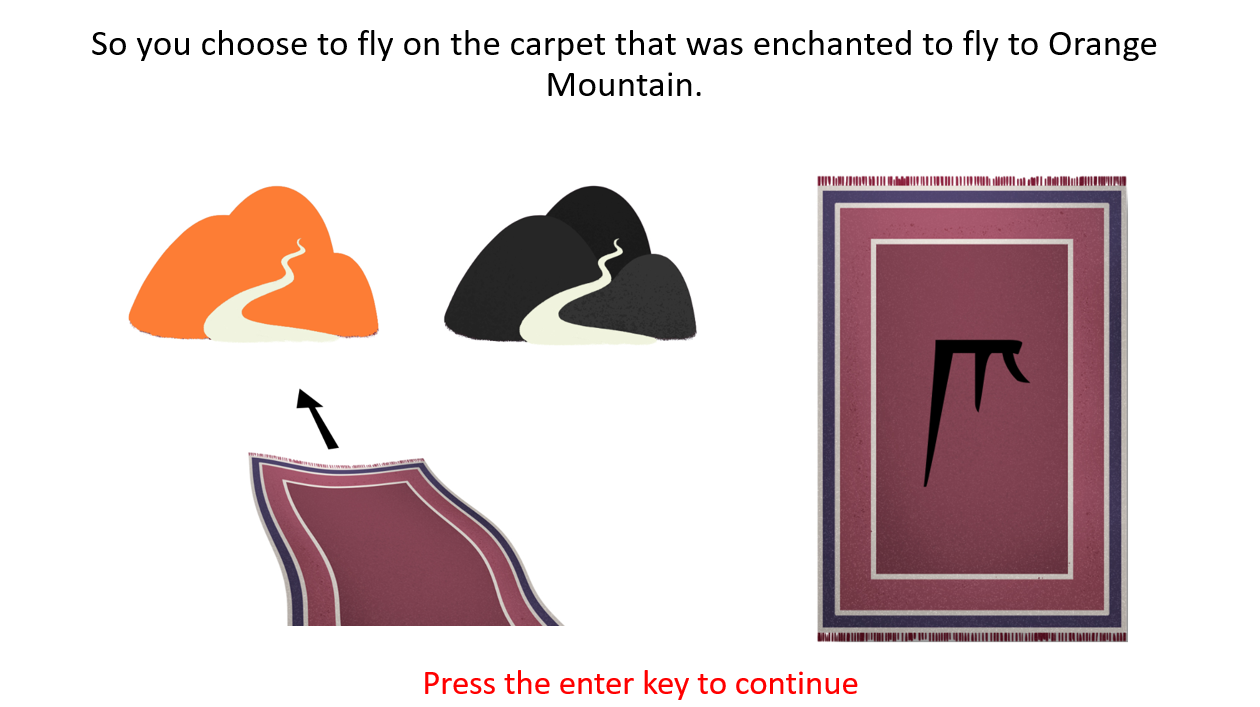 So you choose to fly on the carpet that was enchanted to fly to Orange
Mountain.
Press the enter key to continue